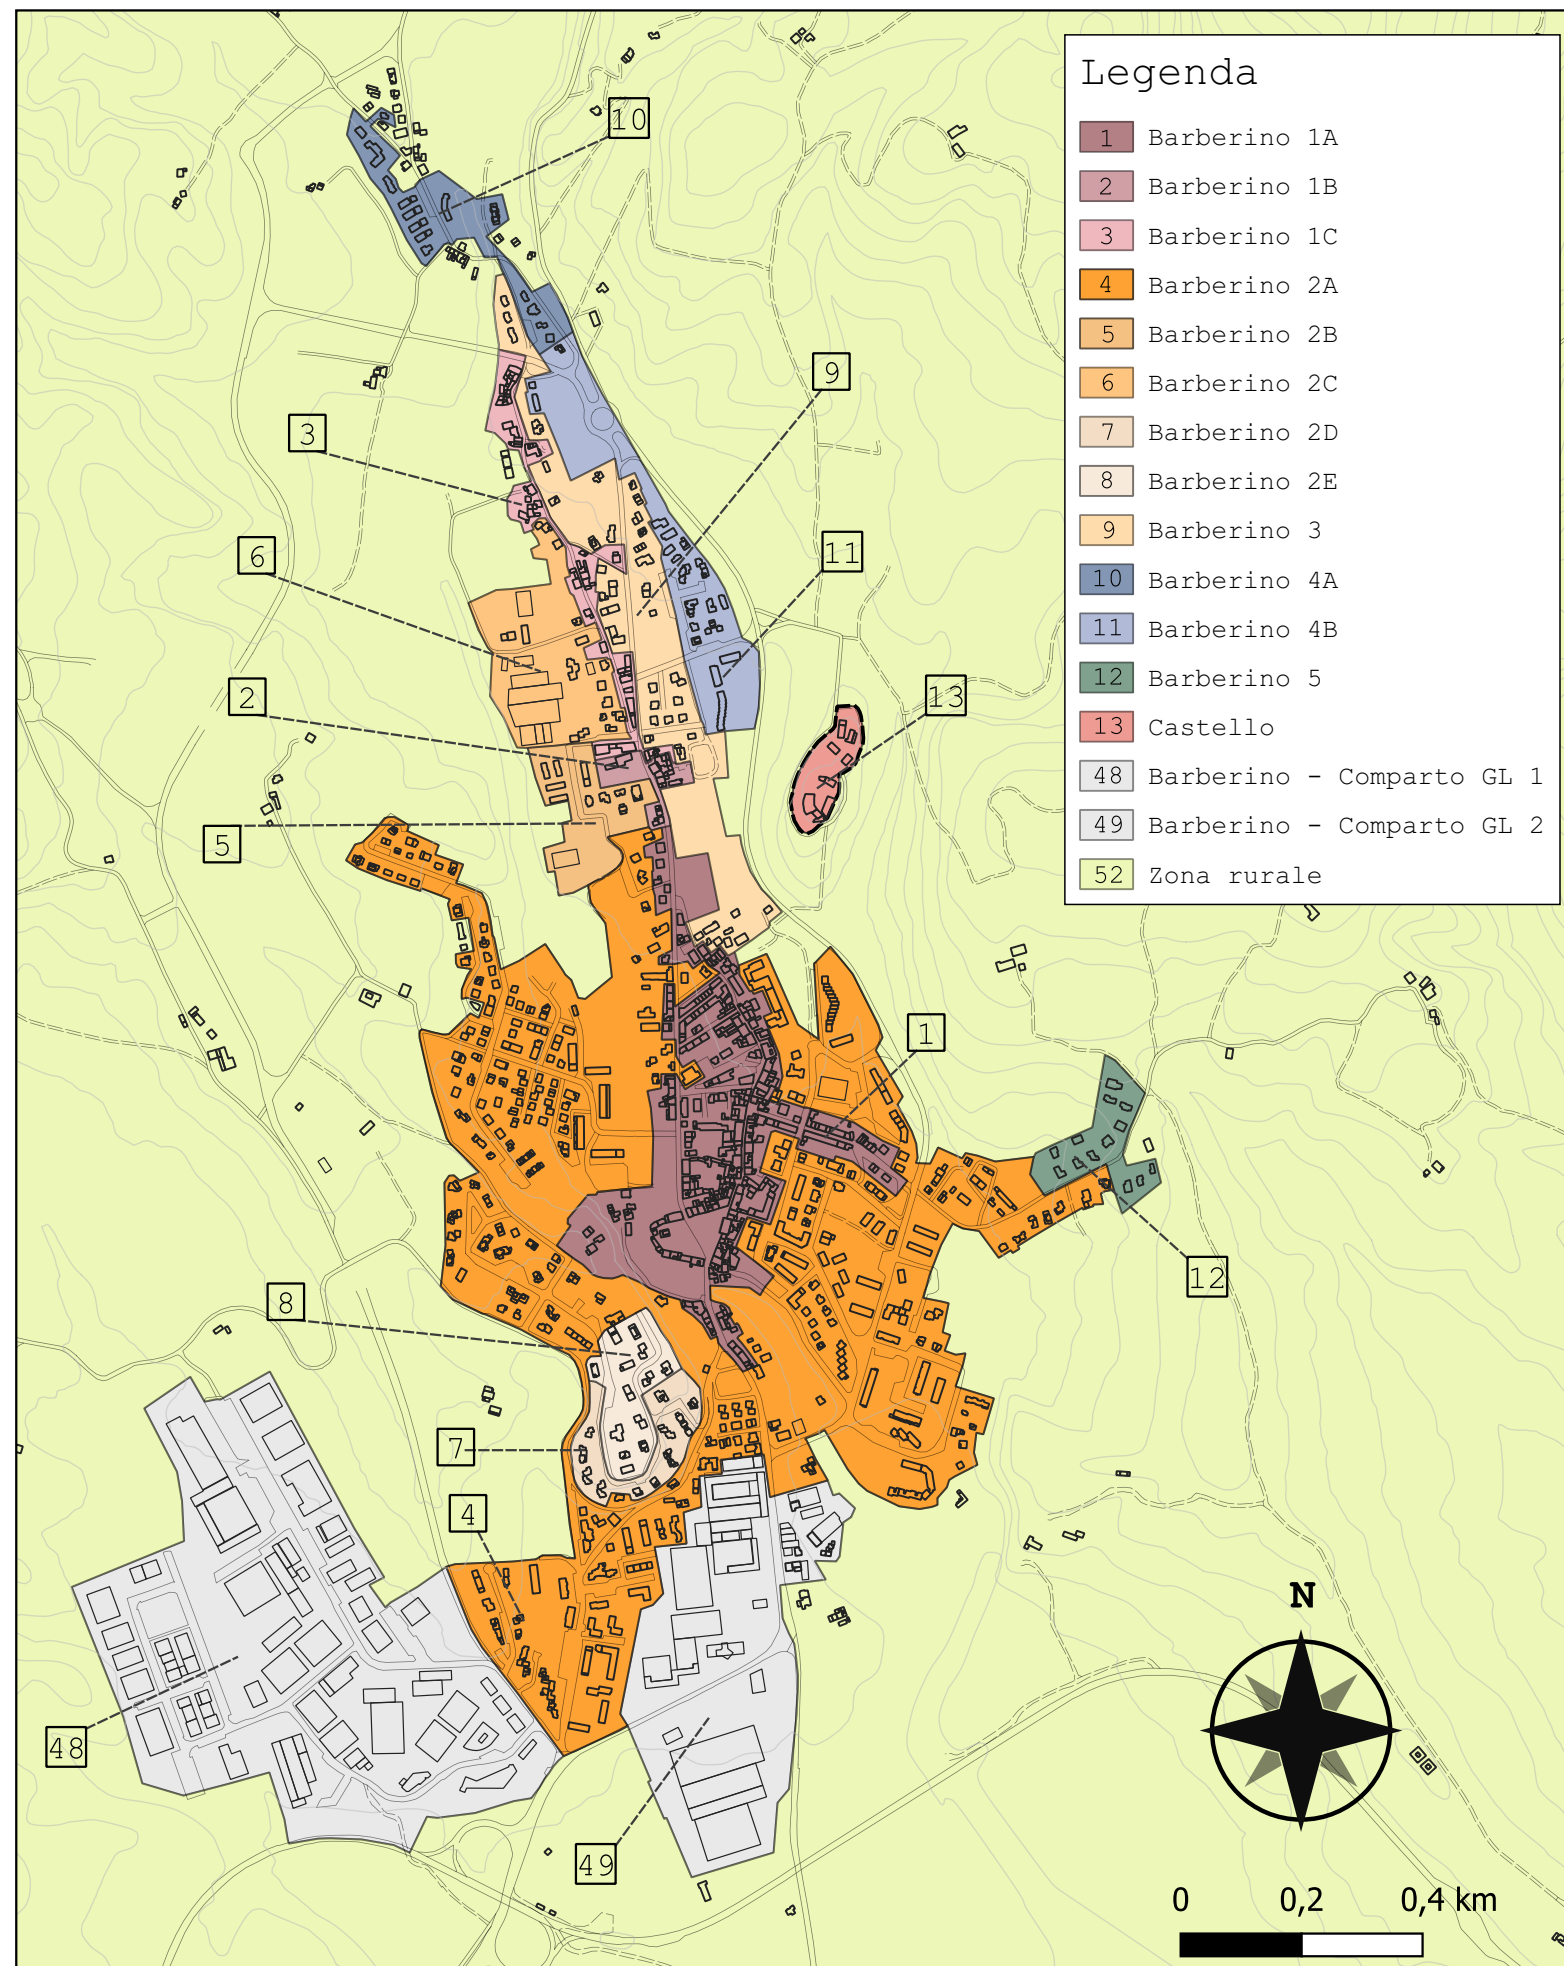 Legenda
1 Barberino 1A
2 Barberino 1B
3 Barberino 1C
4 Barberino 2A
5 Barberino 2B
6 Barberino 2C
7 Barberino 2D
8 Barberino 2E
9 Barberino 3
10 Barberino 4A
11 Barberino 4B
12 Barberino 5
13 Castello
48 Barberino - Comparto GL 1
49 Barberino - Comparto GL 2
52 Zona rurale
10
9
3
6
11
2
13
5
1
12
8
7
4
48
49
N
0 0,2 0,4 km